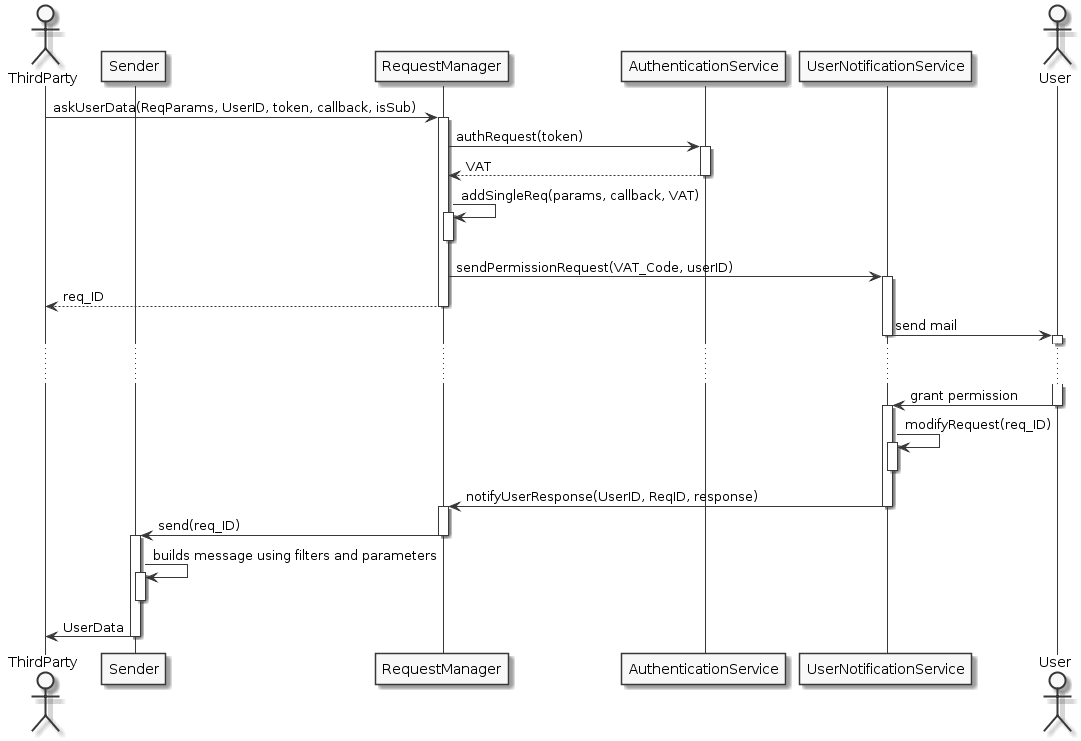 ThirdParty
Sender
RequestManager
AuthenticationService
UserNotificationService
User
askUserData(ReqParams, UserID, token, callback, isSub)
authRequest(token)
VAT
addSingleReq(params, callback, VAT)
sendPermissionRequest(VAT_Code, userID)
req_ID
send mail
grant permission
modifyRequest(req_ID)
notifyUserResponse(UserID, ReqID, response)
send(req_ID)
builds message using filters and parameters
UserData
ThirdParty
Sender
RequestManager
AuthenticationService
UserNotificationService
User